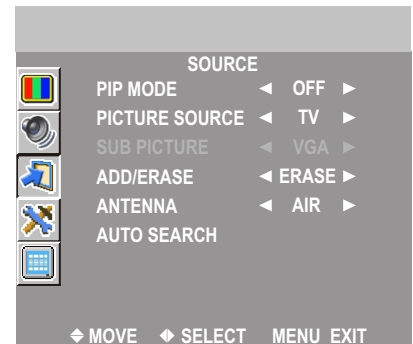 SOURCE
PIP MODE ◄ OFF ►
PICTURE SOURCE ◄ TV ►
SUB PICTURE ◄ VGA ►
ADD/ERASE ◄ ERASE ►
ANTENNA ◄ AIR ►
AUTO SEARCH
MOVE SELECT MENU EXIT